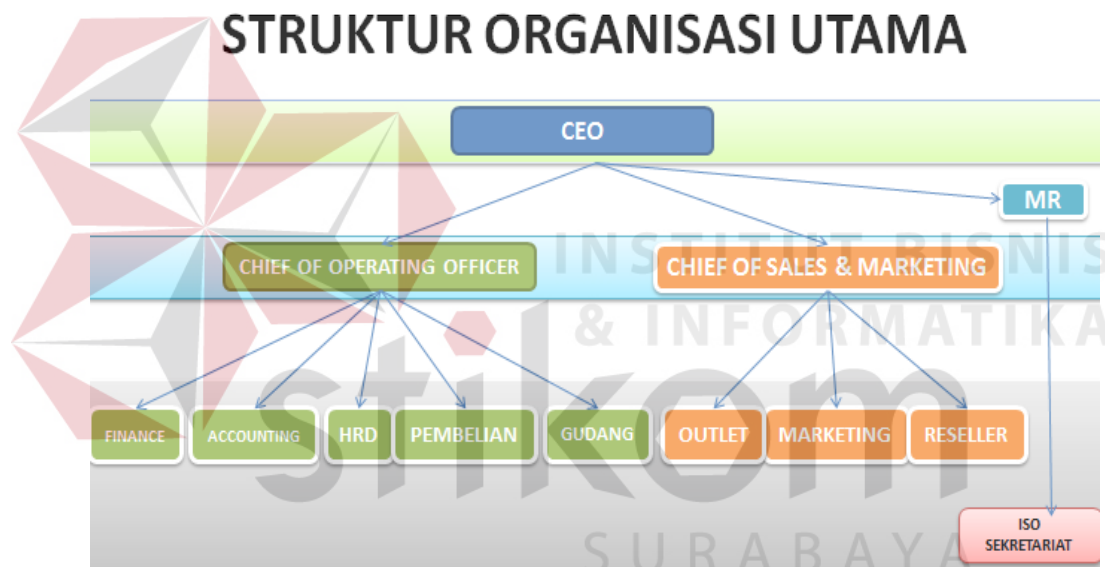 STRUKTUR ORGANISASI UTAMA
CEO
MR
CHIEF OF OPERATING OFFICER
CHIEF OF SALES & MARKETING
INSTITUT BISNIS
& INFORMATIKA
stikom
FINANCE
ACCOUNTING
HRD
PEMBELIAN
GUDANG
OUTLET
MARKETING
RESELLER
ISO
SEKRETARIAT
SURABAYA